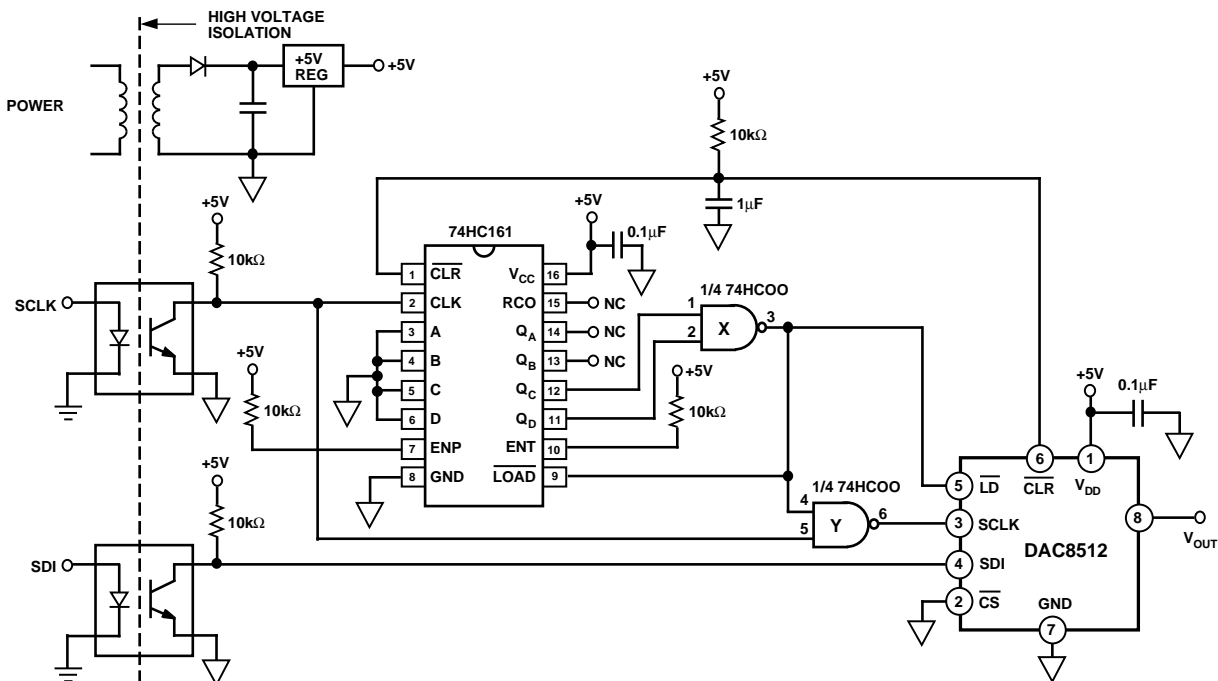 HIGH VOLTAGE
ISOLATION
+5V
REG
+5V
POWER
+5V
10kΩ
1µF
+5V
10kΩ
SCLK
+5V
10kΩ
74HC161
1 CLR
2 CLK
3 A
4 B
5 C
6 D
7 ENP
8 GND
VCC 16
RCO 15 NC
QA 14 NC
QB 13 NC
QC 12
QD 11
ENT 10
LOAD 9
+5V
0.1µF
1/4 74HCOO
1
2
X
3
+5V
10kΩ
1/4 74HCOO
4
5
Y
6
+5V
10kΩ
SDI
+5V
0.1µF
6
CLR
1
VDD
5 LD
3 SCLK
4 SDI
2 CS
DAC8512
8
VOUT
GND
7